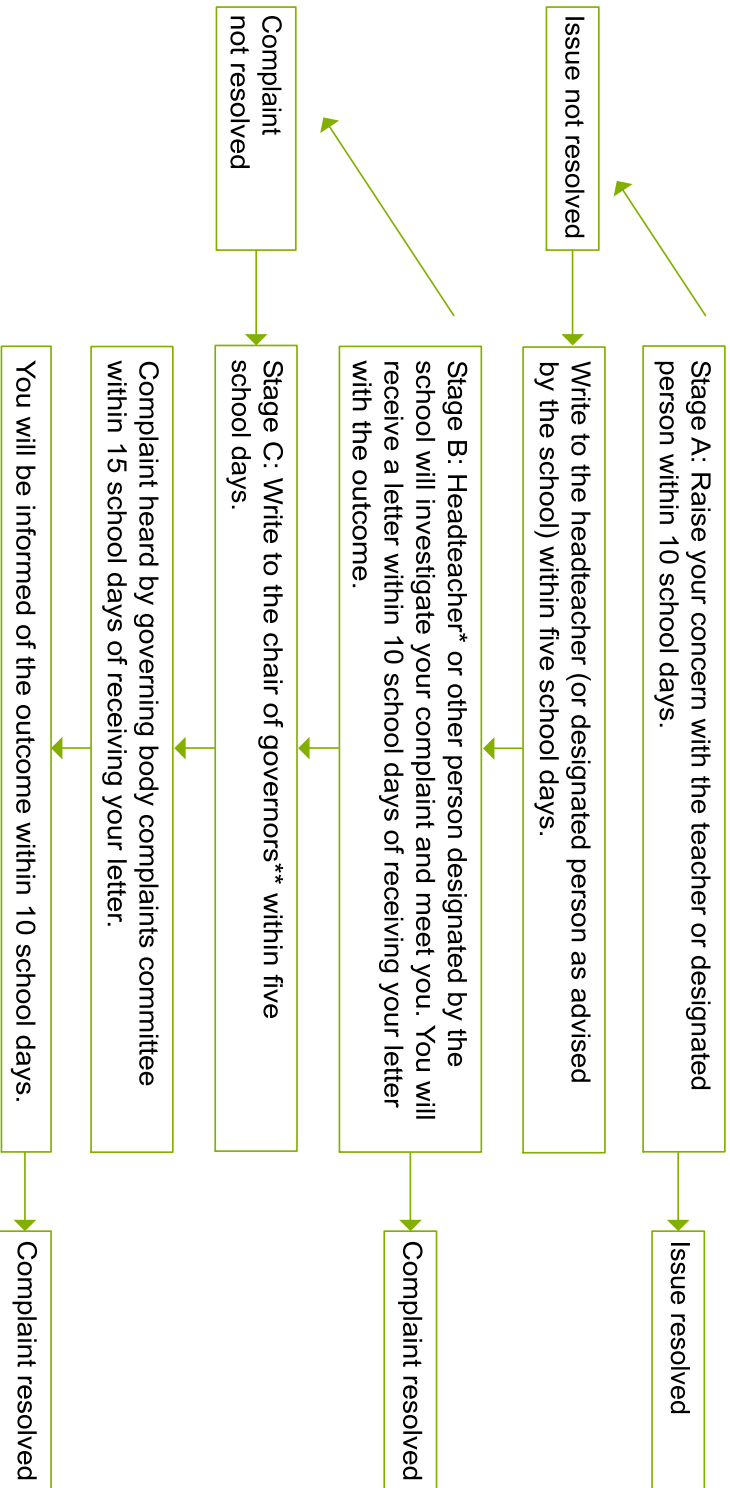 Stage A: Raise your concern with the teacher or designated
person within 10 school days.
Issue resolved
Issue not resolved
Write to the headteacher (or designated person as advised
by the school) within five school days.
Stage B: Headteacher* or other person designated by the
school will investigate your complaint and meet you. You will
receive a letter within 10 school days of receiving your letter
with the outcome.
Complaint resolved
Complaint
not resolved
Stage C: Write to the chair of governors** within five
school days.
Complaint heard by governing body complaints committee
within 15 school days of receiving your letter.
You will be informed of the outcome within 10 school days.
Complaint resolved